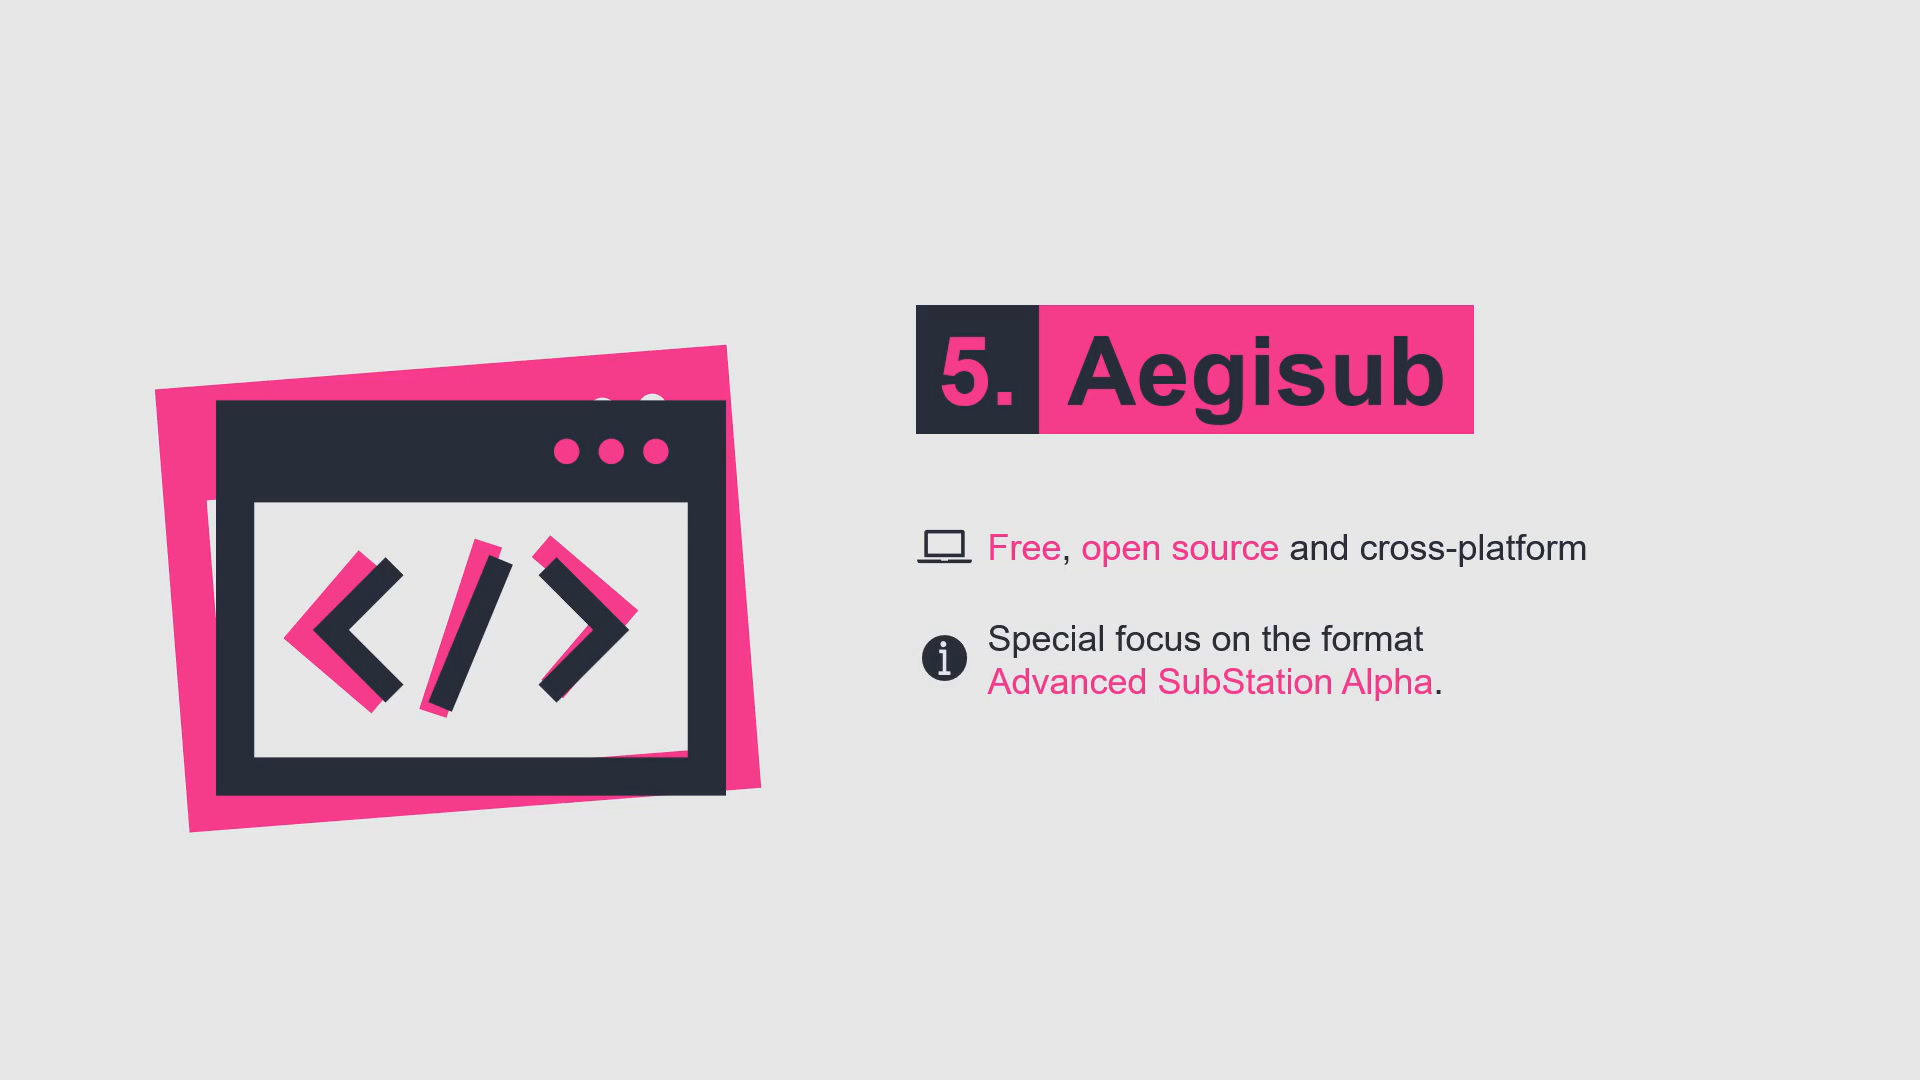 5. Aegisub
Free, open source and cross-platform
Special focus on the format
Advanced SubStation Alpha.